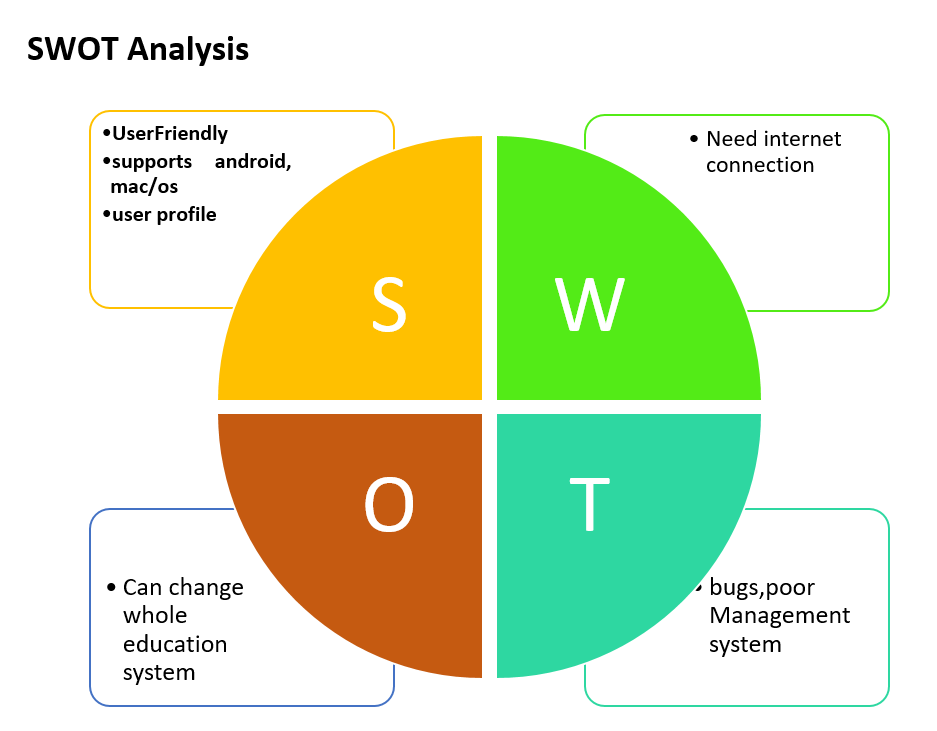 SWOT Analysis
•UserFriendly
•supports android,
mac/os
•user profile
• Need internet
connection
S
W
O
T
• Can change
whole
education
system
• bugs,poor
Management
system